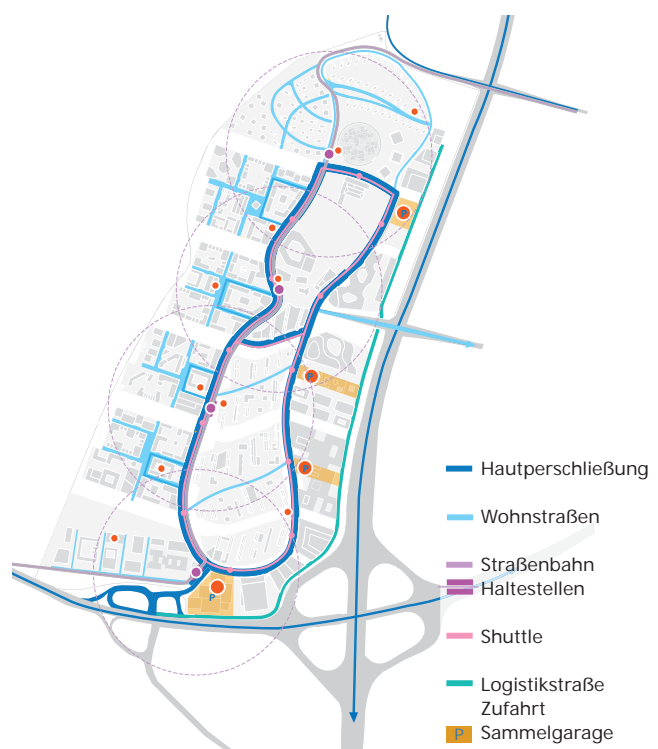 P
P
P
P
Hautperschließung
Wohnstraßen
Straßenbahn
Haltestellen
Shuttle
Logistikstraße
Zufahrt
P Sammelgarage